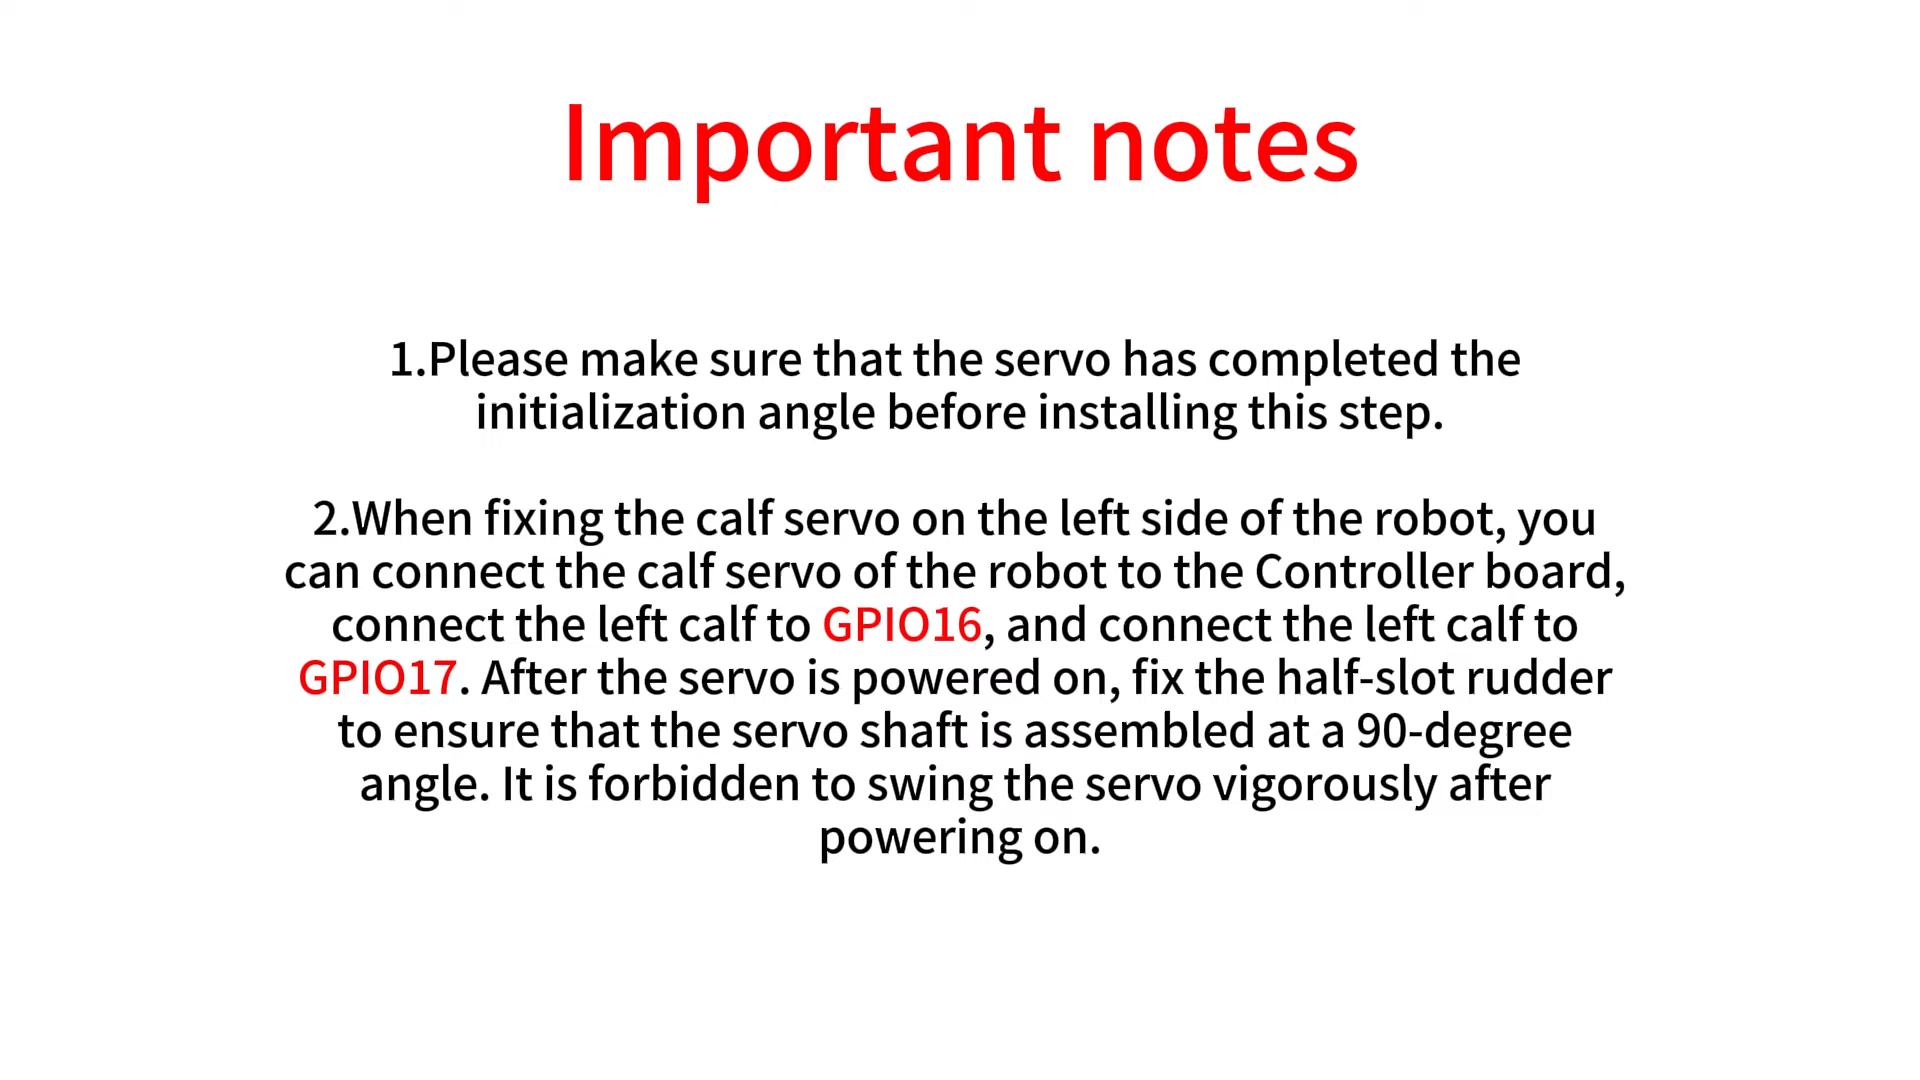 Important notes
1.Please make sure that the servo has completed the
initialization angle before installing this step.
2.When fixing the calf servo on the left side of the robot, you
can connect the calf servo of the robot to the Controller board,
connect the left calf to GPIO16, and connect the left calf to
GPIO17. After the servo is powered on, fix the half-slot rudder
to ensure that the servo shaft is assembled at a 90-degree
angle. It is forbidden to swing the servo vigorously after
powering on.